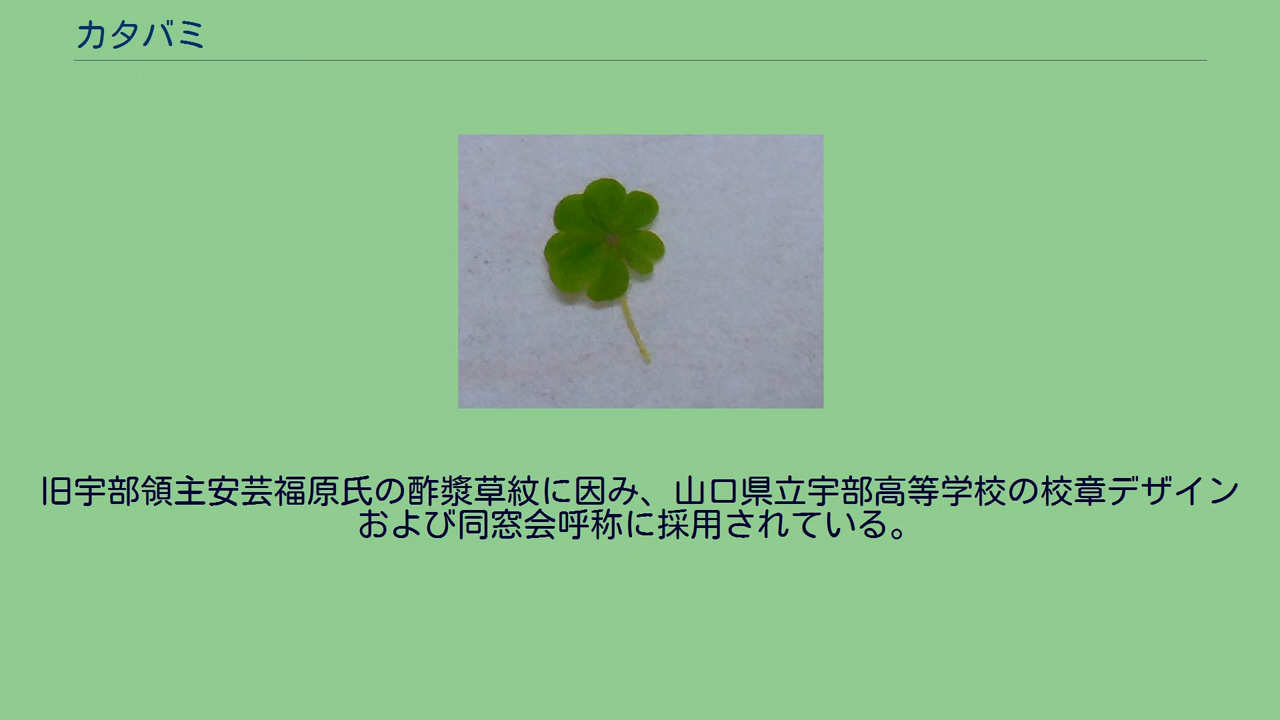 カタバミ
旧宇部領主安芸福原氏の酢漿草紋に因み、山口県立宇部高等学校の校章デザイン
および同窓会呼称に採用されている。